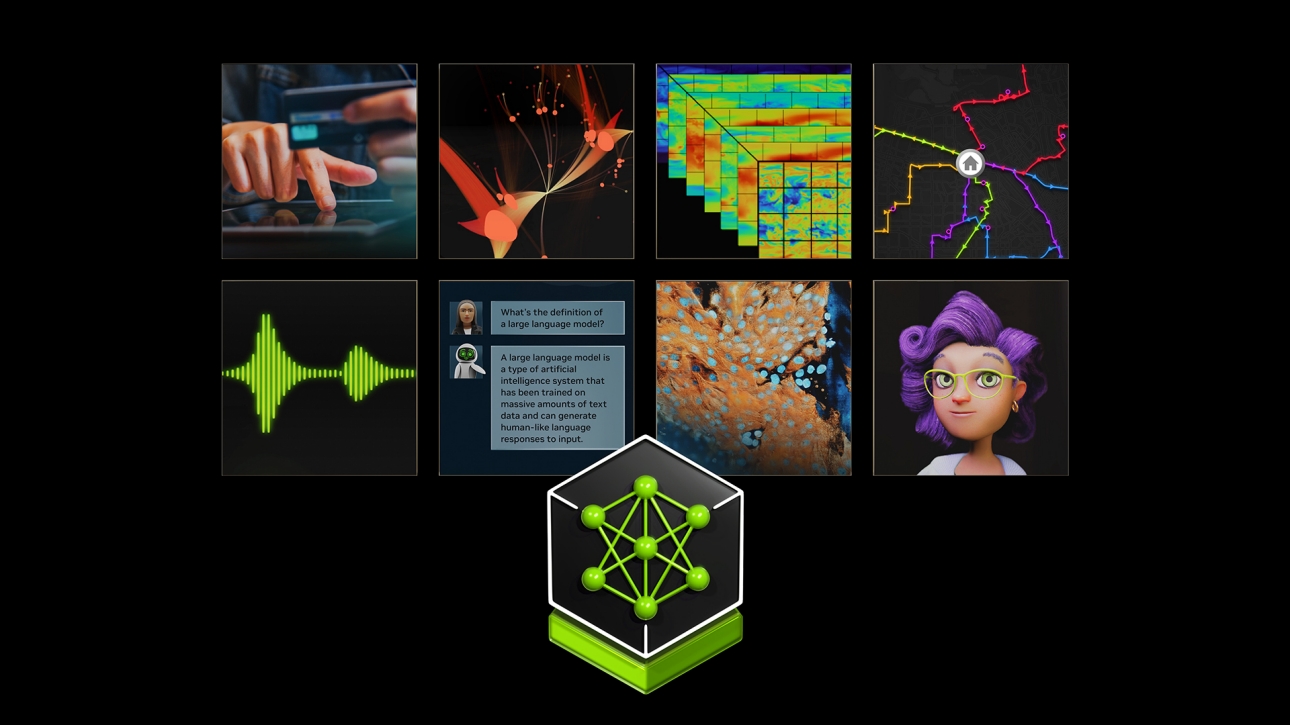 What's the definition of
a large language model?
A large language model is
a type of artificial
intelligence system that
has been trained on
massive amounts of text
data and can generate
human-like language
responses to input.